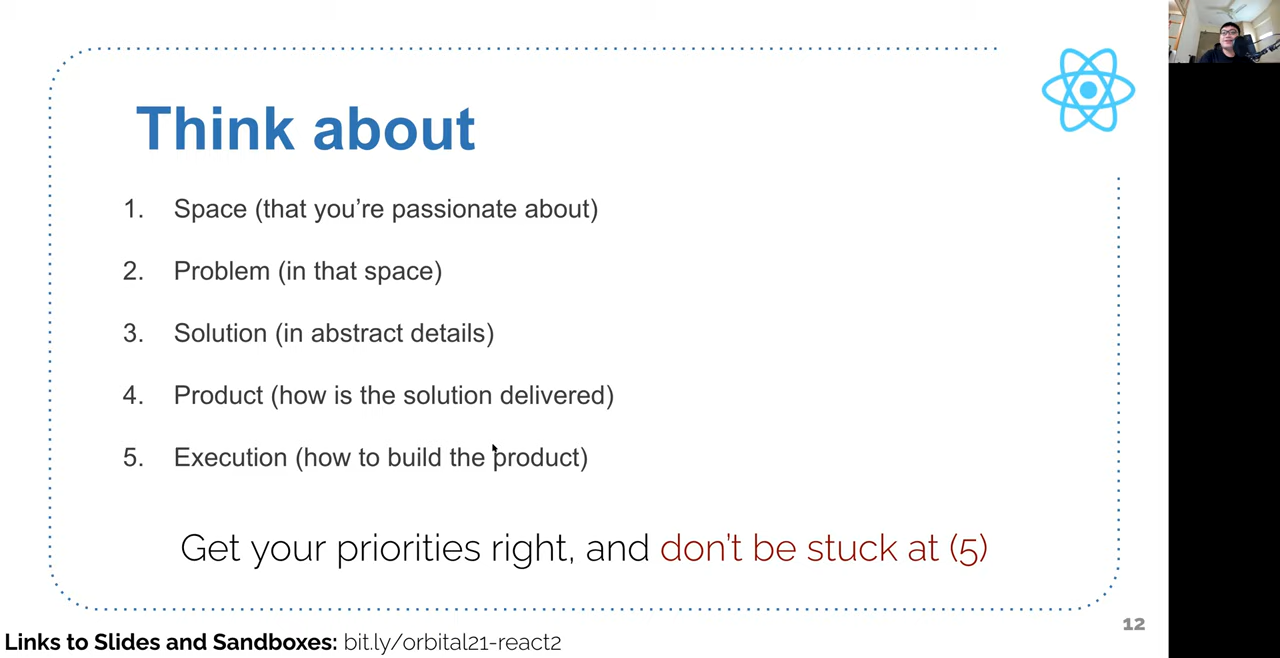 Think about
1. Space (that you’re passionate about)
2. Problem (in that space)
3. Solution (in abstract details)
4. Product (how is the solution delivered)
5. Execution (how to build the product)
Get your priorities right, and don’t be stuck at (5)
12
Links to Slides and Sandboxes: bit.ly/orbital21-react2